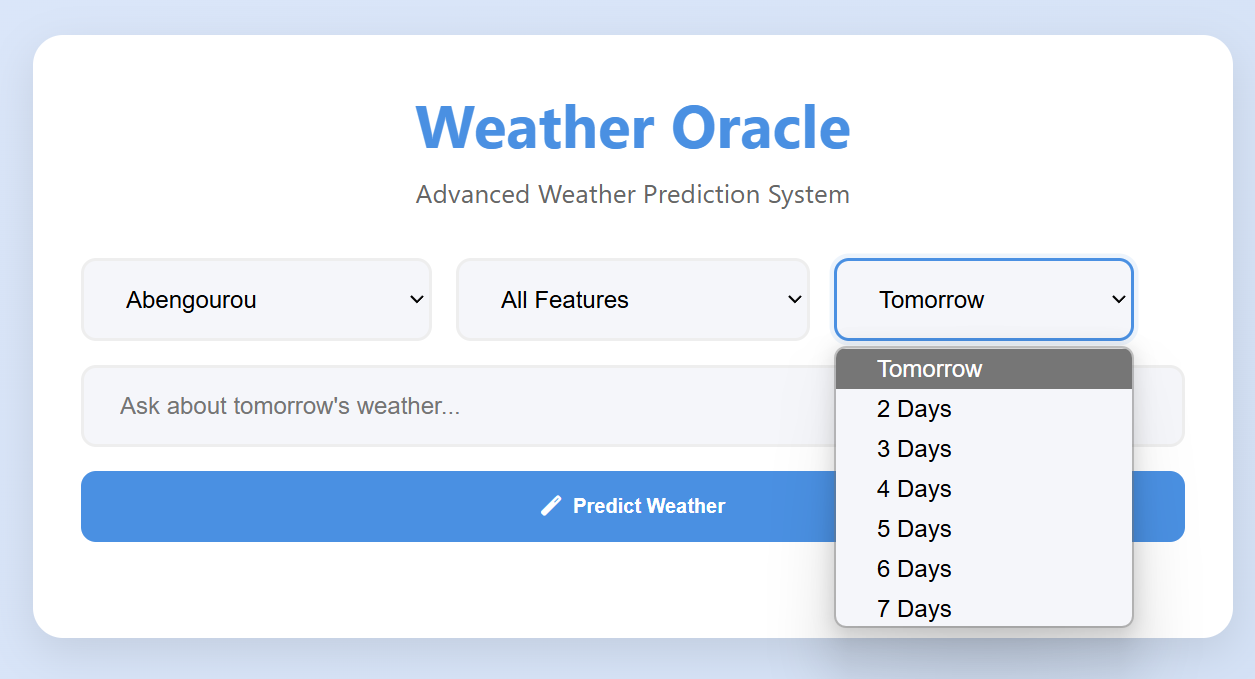 Weather Oracle
Advanced Weather Prediction System
Abengourou
All Features
Tomorrow
Ask about tomorrow's weather...
Predict Weather
Tomorrow
2 Days
3 Days
4 Days
5 Days
6 Days
7 Days